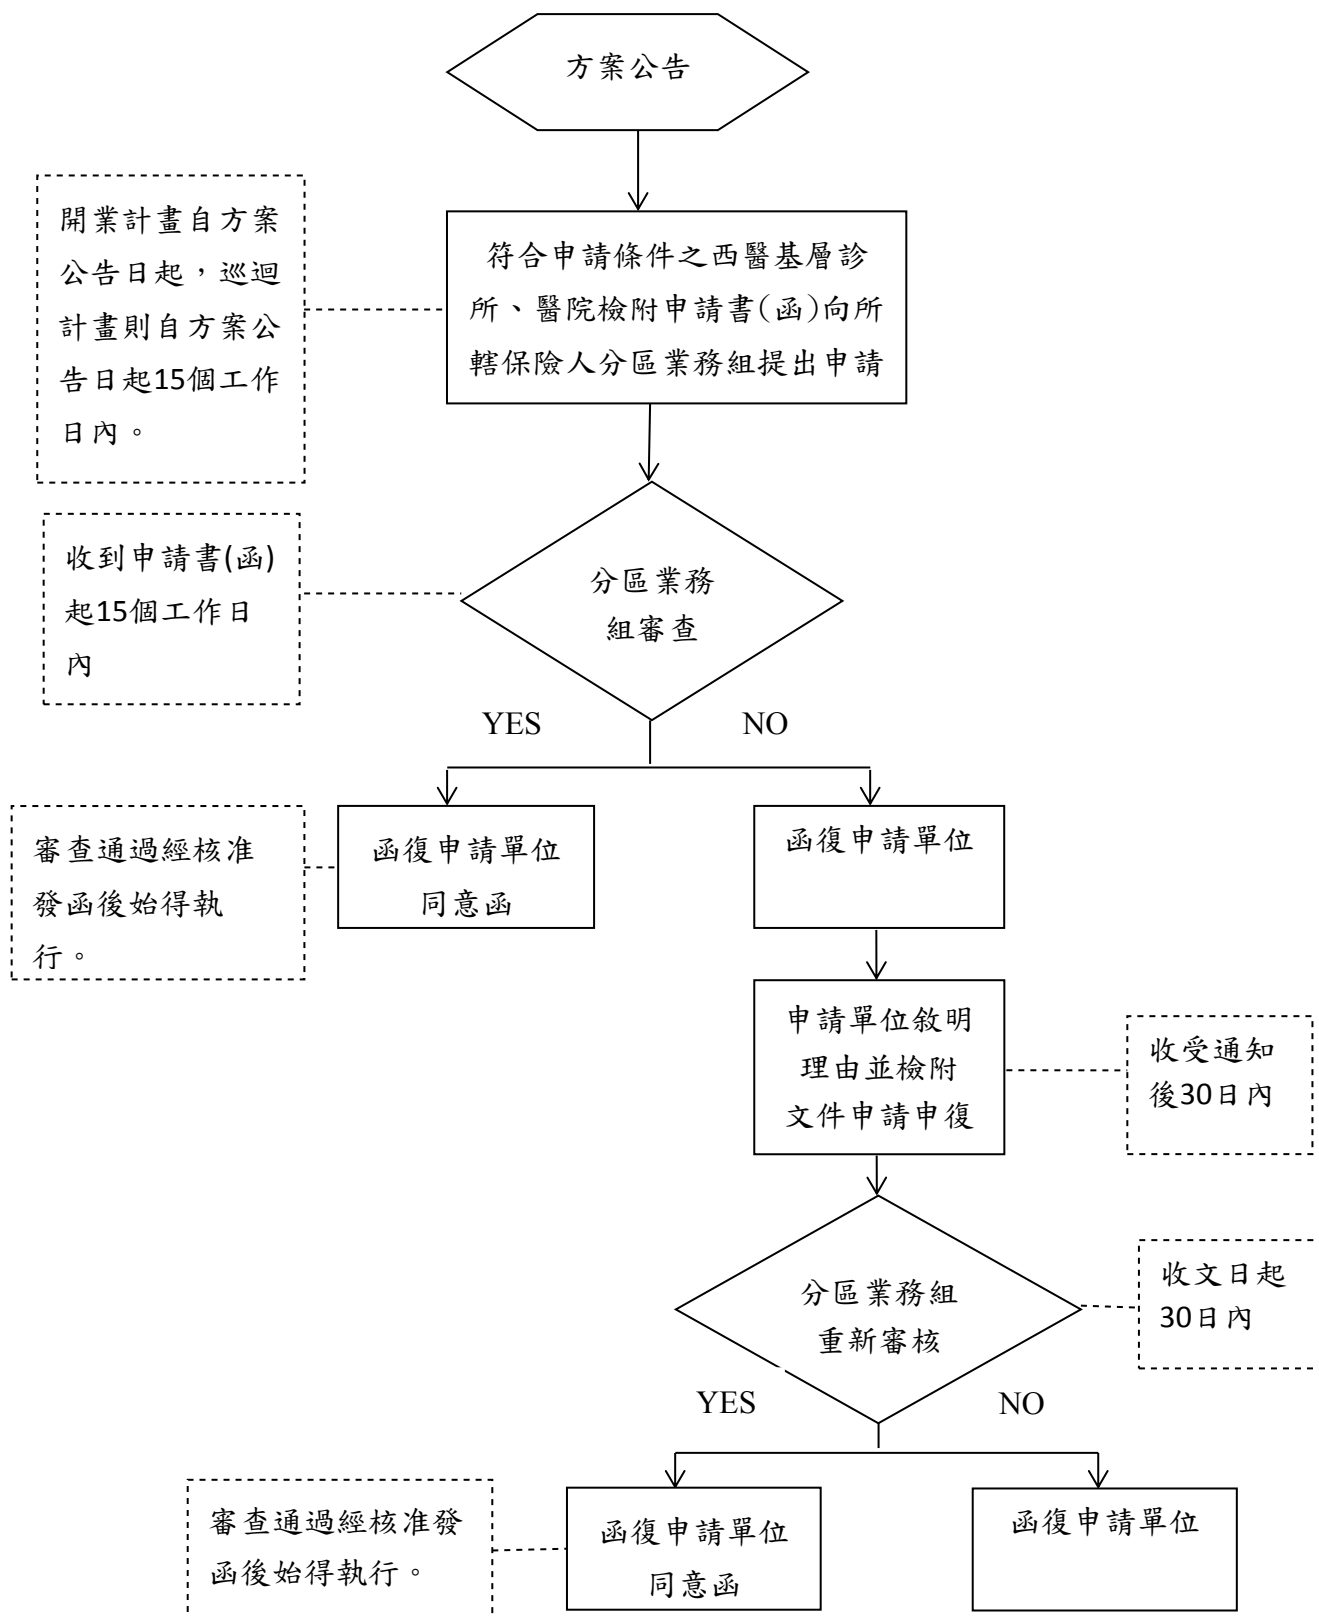 方案公告
開業計畫自方案
公告日起，巡迴
計畫則自方案公
告日起15個工作
日內。
符合申請條件之西醫基層診
所、醫院檢附申請書(函)向所
轄保險人分區業務組提出申請
收到申請書(函)
起15個工作日
內
分區業務
組審查
YES
NO
審查通過經核准
發函後始得執
行。
函復申請單位
同意函
函復申請單位
申請單位敘明
理由並檢附
文件申請申復
收受通知
後30日內
分區業務組
重新審核
收文日起
30日內
YES
NO
審查通過經核准發
函後始得執行。
函復申請單位
同意函
函復申請單位